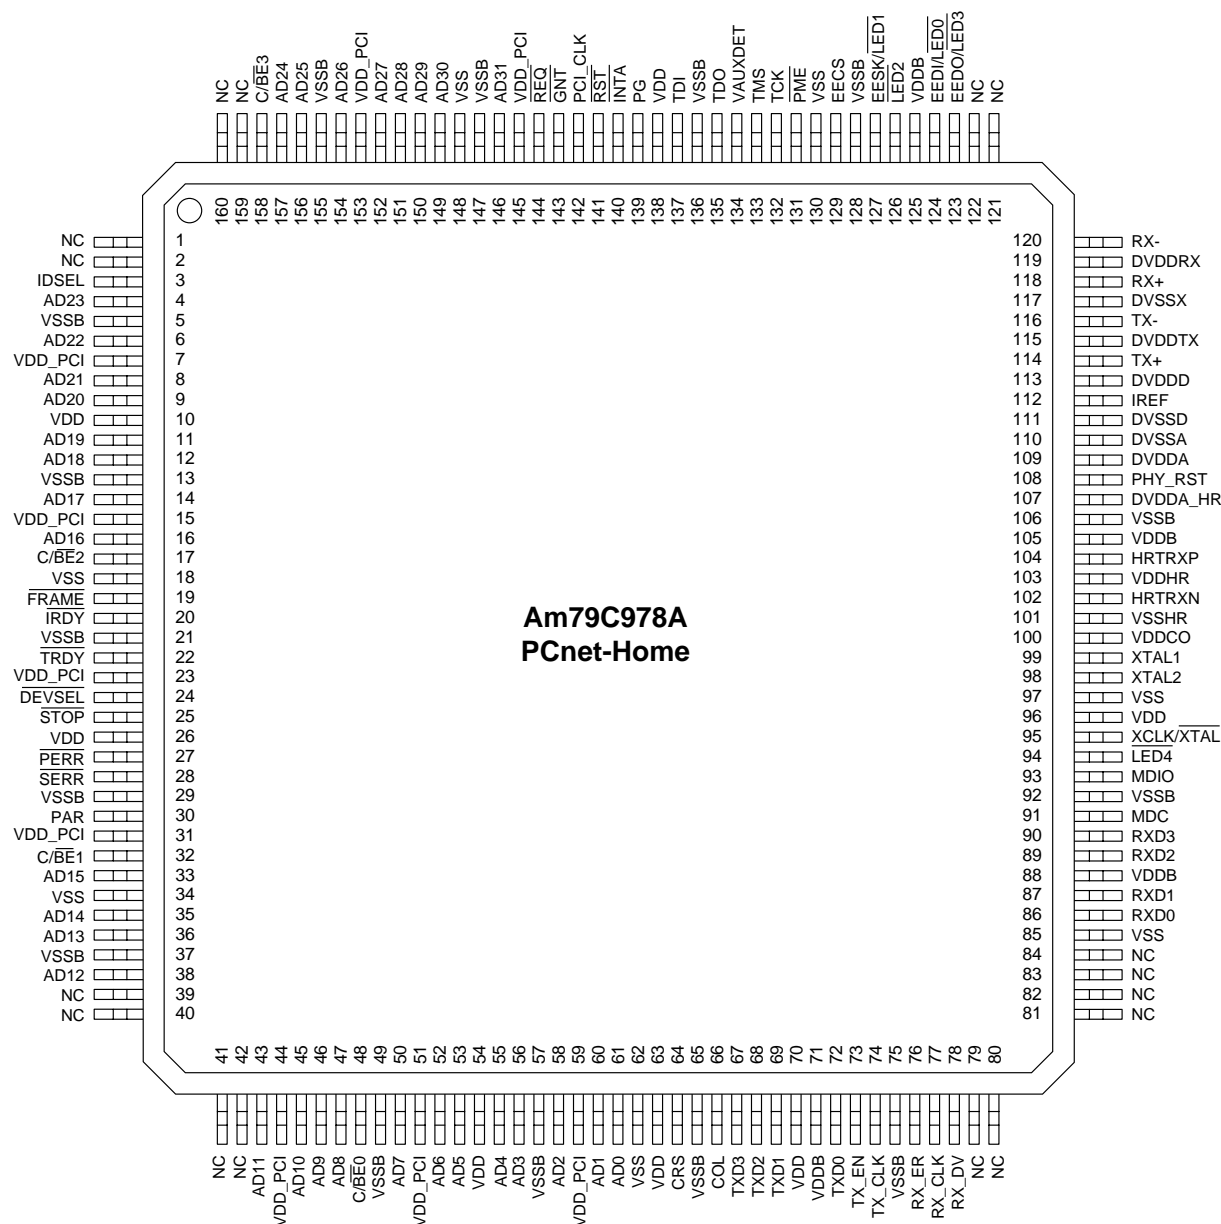 NC
NC
C/BE3
AD24
AD25
VSSB
AD26
VDD_PCI
AD27
AD28
AD29
AD30
VSS
VSSB
AD31
VDD_PCI
REQ
GNT
PCI_CLK
RST
INTA
PG
VDD
TDI
VSSB
TDO
VAUXDET
TMS
TCK
PME
VSS
EECS
VSSB
EESK/LED1
LED2
VDDB
EEDI/LED0
EEDO/LED3
NC
NC
160 159 158 157 156 155 154 153 152 151 150 149 148 147 146 145 144 143 142 141 140 139 138 137 136 135 134 133 132 131 130 129 128 127 126 125 124 123 122 121
NC 1
NC 2
IDSEL 3
AD23 4
VSSB 5
AD22 6
VDD_PCI 7
AD21 8
AD20 9
VDD 10
AD19 11
AD18 12
VSSB 13
AD17 14
VDD_PCI 15
AD16 16
C/BE2 17
VSS 18
FRAME 19
IRDY 20
VSSB 21
TRDY 22
VDD_PCI 23
DEVSEL 24
STOP 25
VDD 26
PERR 27
SERR 28
VSSB 29
PAR 30
VDD_PCI 31
C/BE1 32
AD15 33
VSS 34
AD14 35
AD13 36
VSSB 37
AD12 38
NC 39
NC 40
Am79C978A
PCnet-Home
120 RX-
119 DVDDRX
118 RX+
117 DVSSX
116 TX-
115 DVDDTX
114 TX+
113 DVDDD
112 IREF
111 DVSSD
110 DVSSA
109 DVDDA
108 PHY_RST
107 DVDDA_HR
106 VSSB
105 VDDB
104 HRTRXP
103 VDDHR
102 HRTRXN
101 VSSHR
100 VDDCO
99 XTAL1
98 XTAL2
97 VSS
96 VDD
95 XCLK/XTAL
94 LED4
93 MDIO
92 VSSB
91 MDC
90 RXD3
89 RXD2
88 VDDB
87 RXD1
86 RXD0
85 VSS
84 NC
83 NC
82 NC
81 NC
41 42 43 44 45 46 47 48 49 50 51 52 53 54 55 56 57 58 59 60 61 62 63 64 65 66 67 68 69 70 71 72 73 74 75 76 77 78 79 80
NC
NC
AD11
VDD_PCI
AD10
AD9
AD8
C/BE0
VSSB
AD7
VDD_PCI
AD6
AD5
VDD
AD4
AD3
VSSB
AD2
VDD_PCI
AD1
AD0
VSS
VDD
CRS
VSSB
COL
TXD3
TXD2
TXD1
VDD
VDDB
TXD0
TX_EN
TX_CLK
VSSB
RX_ER
RX_CLK
RX_DV
NC
NC